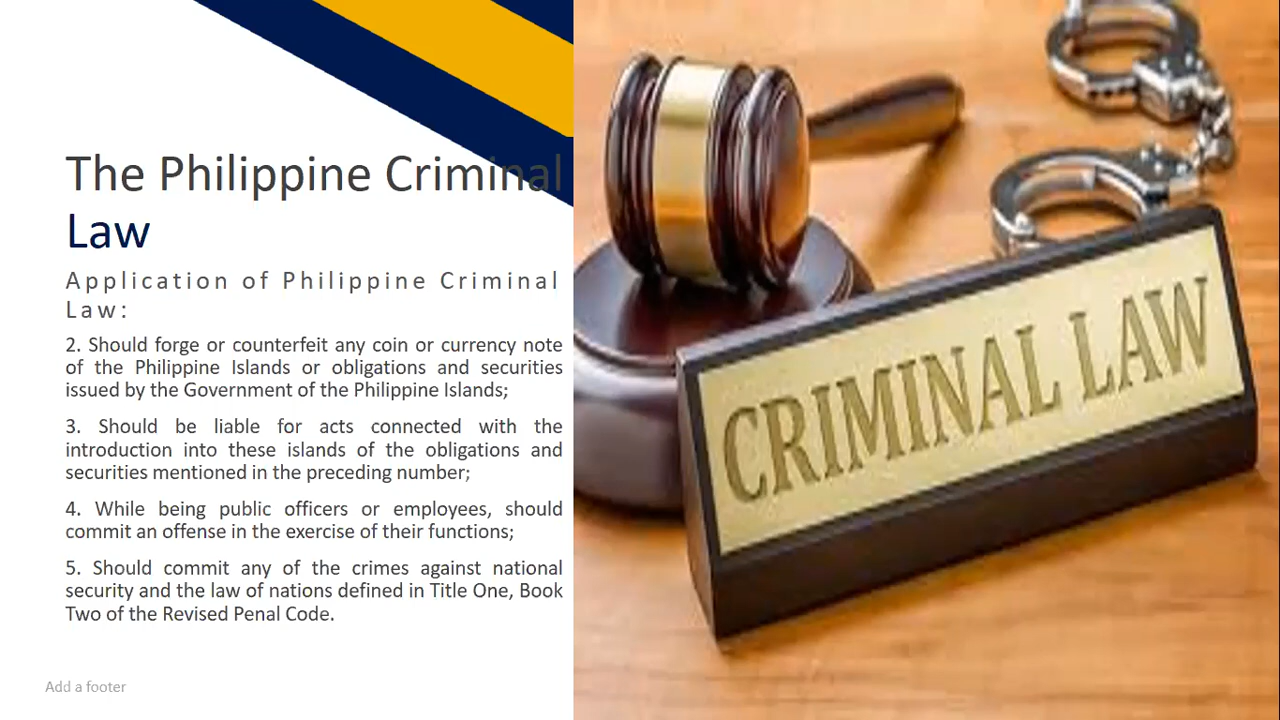 The Philippine Criminal
Law
Application of Philippine Criminal
Law:
2. Should forge or counterfeit any coin or currency note
of the Philippine Islands or obligations and securities
issued by the Government of the Philippine Islands;
3. Should be liable for acts connected with the
introduction into these islands of the obligations and
securities mentioned in the preceding number;
4. While being public officers or employees, should
commit an offense in the exercise of their functions;
5. Should commit any of the crimes against national
security and the law of nations defined in Title One, Book
Two of the Revised Penal Code.
Add a footer
CRIMINAL LAW